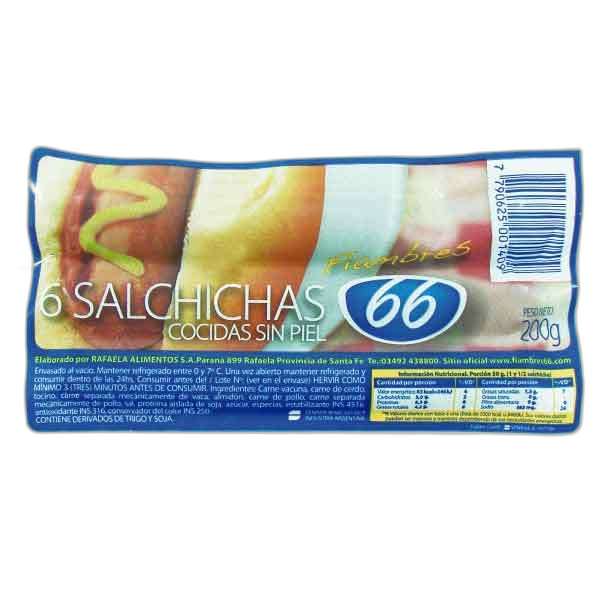 Fiambres
66
6 SALCHICHAS
COCIDAS SIN PIEL
PESO NETO
200g
7 790625 001469
Elaborado por RAFAELA ALIMENTOS S.A. Parana 899 Rafaela Provincia de Santa Fe Te.:03492 438800. Sitio oficial www.fiambres66.com
Envasado al vacío. Mantener refrigerado entre 0 y 7º C. Una vez abierto mantener refrigerado y
consumir dentro de las 24hs. Consumir antes del / Lote Nº: (ver en el envase) HERVIR COMO
MÍNIMO 3 (TRES) MINUTOS ANTES DE CONSUMIR. Ingredientes: Carne vacuna, carne de cerdo,
tocino, carne separada mecánicamente de vaca, almidón, carne de pollo, carne separada
mecánicamente de pollo, sal, proteína aislada de soja, azúcar, especias, estabilizante INS 451i,
antioxidante INS 316, conservador del color INS 250.
CONTIENE DERIVADOS DE TRIGO Y SOJA.
INDUSTRIA ARGENTINA
Información Nutricional. Porción 50 g. (1 y 1/2 salchicha)
Cantidad por porción %VD* Cantidad por porción %VD*
Valor energético
Carbohidratos
Proteínas
Grasas totales
Grasas saturadas
Grasas trans.
Fibra alimentaria
Sodio